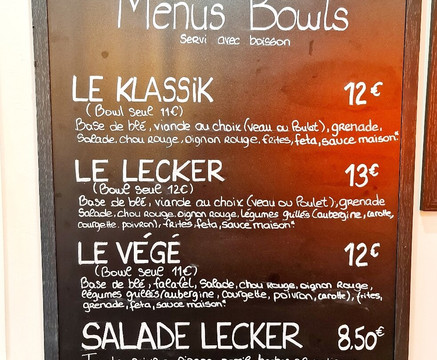 Menus Bowls
Servi avec boisson
LE KLASSIK 12€
(Bowl seul 11€)
Base de blé, viande au choix (veau ou Poulet), grenade,
Salade, chou Rouge, oignon Rouge, frites, feta, sauce maison*
LE LECKER 13€
(Bowl seul 12€)
Base de blé, viande au choix (veau ou Poulet), grenade
Salade, chou Rouge, oignon Rouge, légumes grillés (aubergine, carotte,
courgette, poivron), frites, feta, sauce maison*
LE VÉGÉ 12€
(Bowl seul 11€)
Base de blé, falafel, Salade, chou Rouge, oignon Rouge,
légumes grillés (aubergine, courgette, poivron, carotte), frites,
grenade, feta, sauce maison*
SALADE LECKER 8,50€